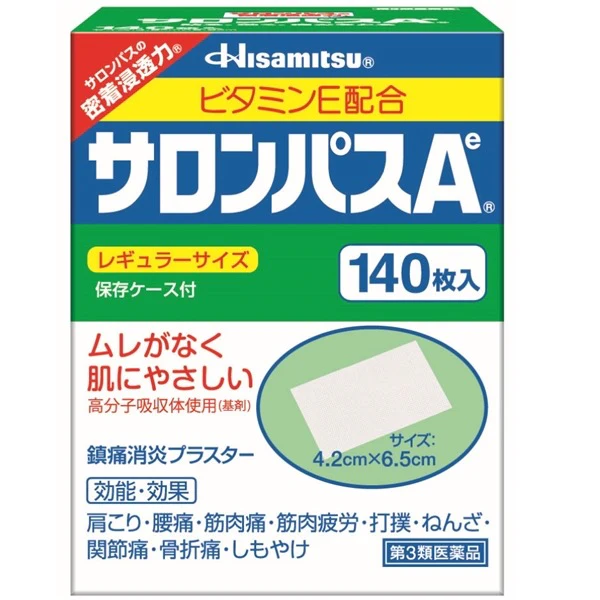 サロンパスの
密着浸透力®
Hisamitsu®
ビタミンE配合
サロンパスAe®
レギュラーサイズ
保存ケース付
140枚入
ムレがなく
肌にやさしい
高分子吸収体使用(基剤)
サイズ:
4.2cm×6.5cm
鎮痛消炎プラスター
効能・効果
肩こり・腰痛・筋肉痛・筋肉疲労・打撲・ねんざ・
関節痛・骨折痛・しもやけ
第3類医薬品